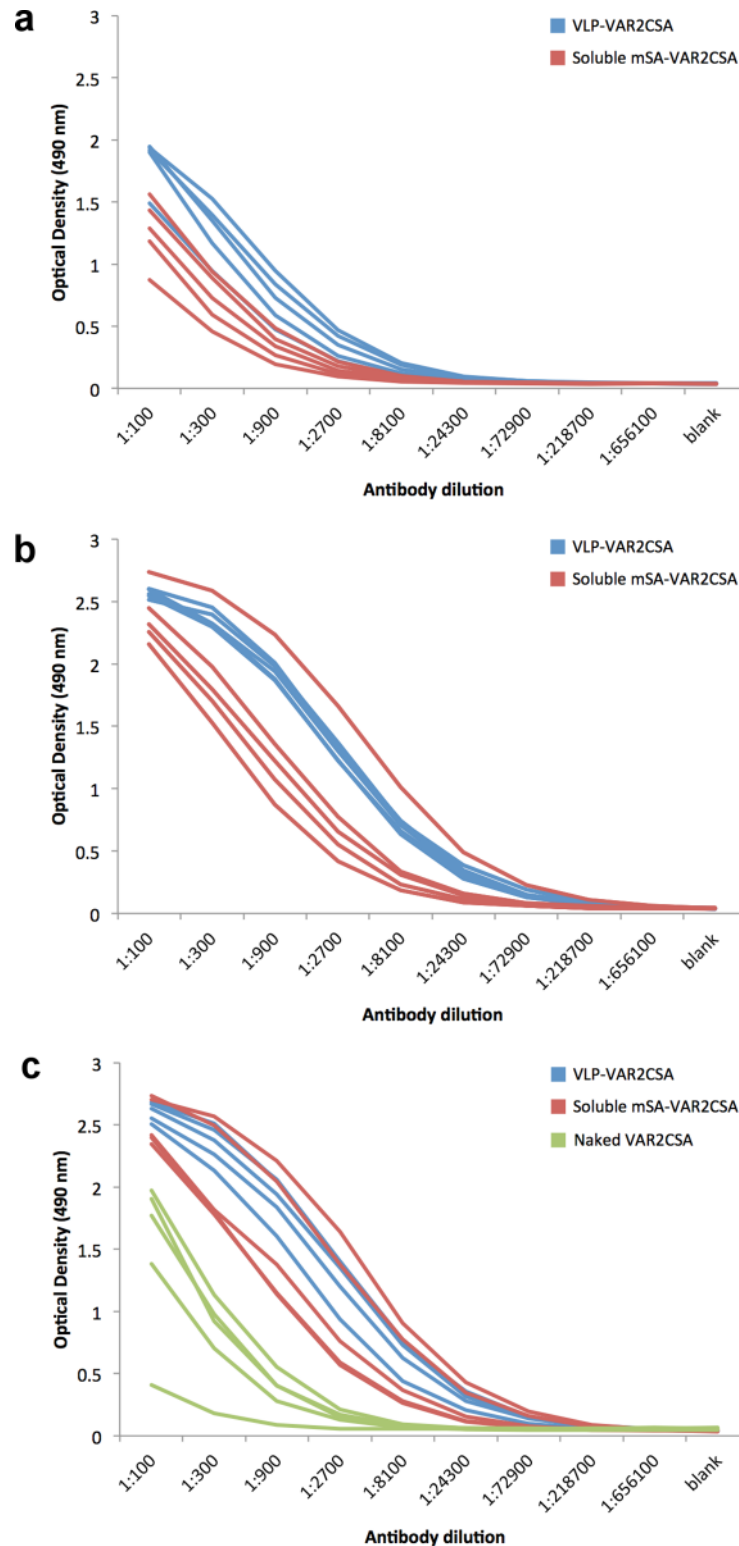 a
3
2.5
2
1.5
1
0.5
0
Optical Density (490 nm)
VLP-VAR2CSA
Soluble mSA-VAR2CSA
1:100
1:300
1:900
1:2700
1:8100
1:24300
1:72900
1:218700
1:656100
blank
Antibody dilution
b
3
2.5
2
1.5
1
0.5
0
Optical Density (490 nm)
VLP-VAR2CSA
Soluble mSA-VAR2CSA
1:100
1:300
1:900
1:2700
1:8100
1:24300
1:72900
1:218700
1:656100
blank
Antibody dilution
c
3
2.5
2
1.5
1
0.5
0
Optical Density (490 nm)
VLP-VAR2CSA
Soluble mSA-VAR2CSA
Naked VAR2CSA
1:100
1:300
1:900
1:2700
1:8100
1:24300
1:72900
1:218700
1:656100
blank
Antibody dilution